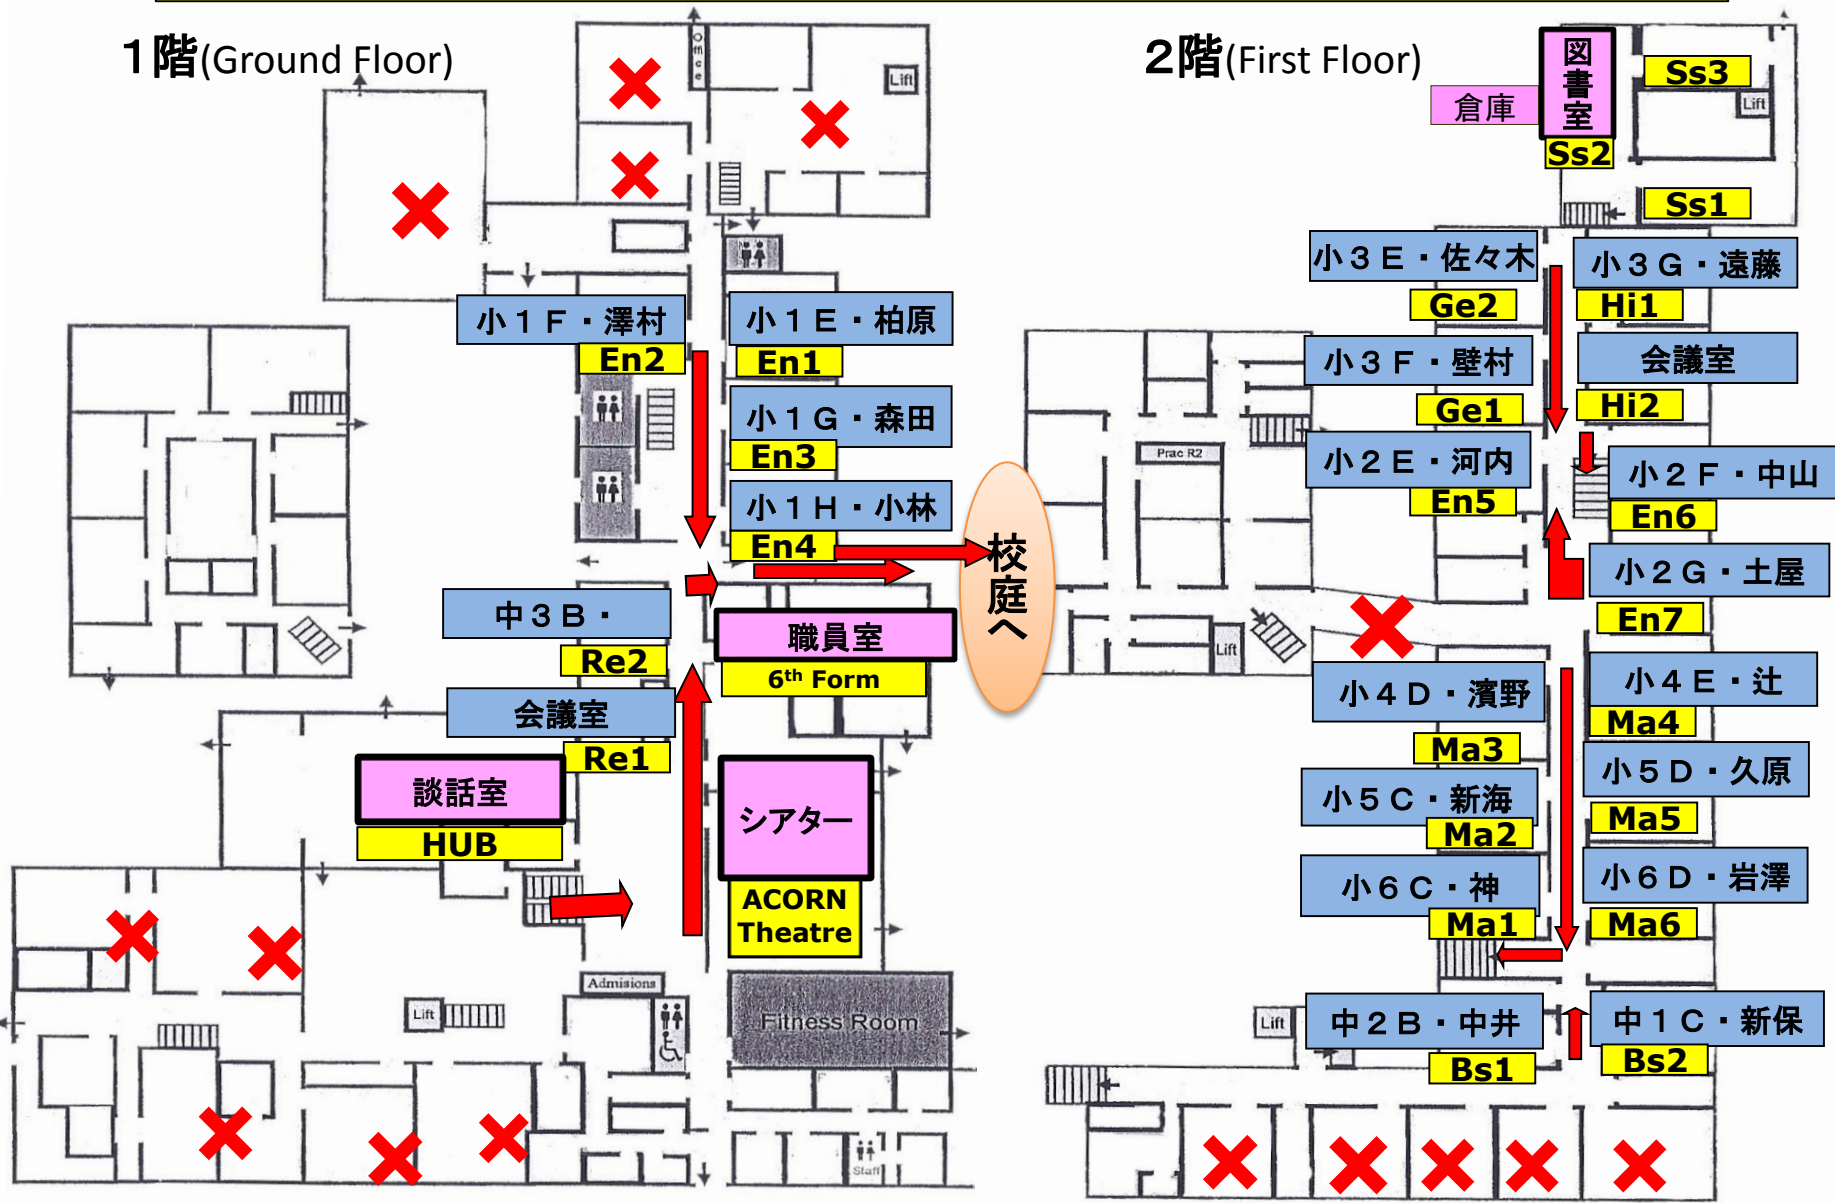 １階(Ground Floor)
Office
Lift
小１Ｆ・澤村
En2
小１Ｅ・柏原
En1
小１Ｇ・森田
En3
小１Ｈ・小林
En4
校庭へ
中３Ｂ・
Re2
職員室
6th Form
会議室
Re1
談話室
HUB
シアター
ACORN
Theatre
Admisions
Lift
Fitness Room
Staff
２階(First Floor)
図書室
倉庫
Ss2
Ss3
Lift
Ss1
小３Ｅ・佐々木
Ge2
小３Ｇ・遠藤
Hi1
小３Ｆ・壁村
Ge1
会議室
Hi2
Prac R2
小２Ｅ・河内
En5
小２Ｆ・中山
En6
小２Ｇ・土屋
En7
Lift
小４Ｄ・濱野
Ma3
小４Ｅ・辻
Ma4
小５Ｃ・新海
Ma2
小５Ｄ・久原
Ma5
小６Ｃ・神
Ma1
小６Ｄ・岩澤
Ma6
Lift
中２Ｂ・中井
Bs1
中１Ｃ・新保
Bs2